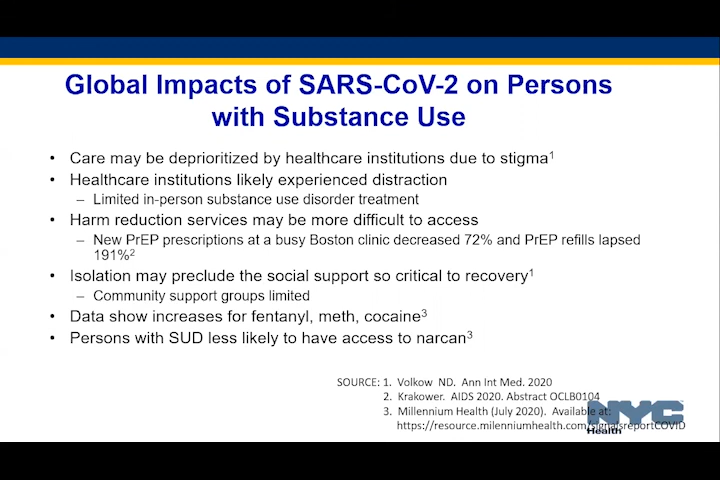 Global Impacts of SARS-CoV-2 on Persons
with Substance Use
• Care may be deprioritized by healthcare institutions due to stigma1
• Healthcare institutions likely experienced distraction
– Limited in-person substance use disorder treatment
• Harm reduction services may be more difficult to access
– New PrEP prescriptions at a busy Boston clinic decreased 72% and PrEP refills lapsed
191%2
• Isolation may preclude the social support so critical to recovery1
– Community support groups limited
• Data show increases for fentanyl, meth, cocaine3
• Persons with SUD less likely to have access to narcan3
SOURCE: 1. Volkow ND. Ann Int Med. 2020
2. Krakower. AIDS 2020. Abstract OCLB0104
3. Millennium Health (July 2020). Available at:
https://resource.milenniumhealth.com/signalsreportCOVID
NYC
Health